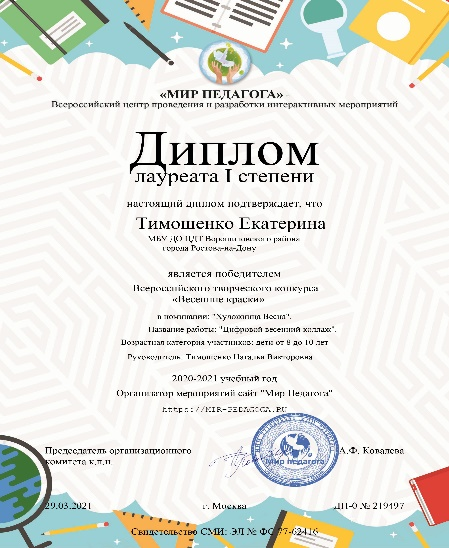 «МИР ПЕДАГОГА»
Всероссийский центр проведения и разработки интерактивных мероприятий
Диплом
лауреата I степени
настоящий диплом подтверждает, что
Тимошенко Екатерина
МБУ ДО ЦДТ Ворошиловского района
города Ростова-на-Дону
является победителем
Всероссийского творческого конкурса
«Весенние краски»
в номинации: "Художница Весна".
Название работы: "Цифровой весенний коллаж".
Возрастная категория участников: дети от 8 до 10 лет
Руководитель: Тимошенко Наталья Викторовна
2020-2021 учебный год
Организатор мероприятий сайт "Мир Педагога"
https://MIR-PEDAGOGA.RU
Председатель организационного
комитета к.п.н.
А.Ф. Ковалева
Мир педагога
29.03.2021 г. Москва ДП-0 № 219497
Свидетельство СМИ: ЭЛ № ФС 77-62416